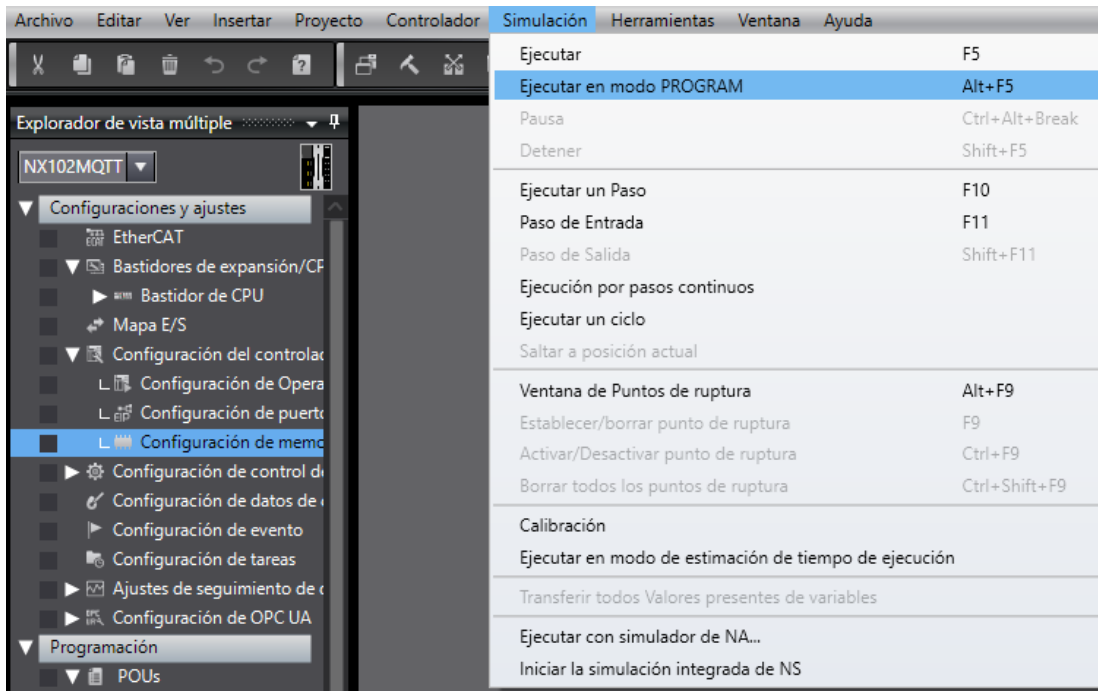 Archivo Editar Ver Insertar Proyecto Controlador Simulación Herramientas Ventana Ayuda
Explorador de vista múltiple
NX102MQTT
Configuraciones y ajustes
EtherCAT
Bastidores de expansión/CP
Bastidor de CPU
Mapa E/S
Configuración del controlad
Configuración de Opera
Configuración de puerto
Configuración de memo
Configuración de control de
Configuración de datos de
Configuración de evento
Configuración de tareas
Ajustes de seguimiento de
Configuración de OPC UA
Programación
POUs
Ejecutar F5
Ejecutar en modo PROGRAM Alt+F5
Pausa Ctrl+Alt+Break
Detener Shift+F5
Ejecutar un Paso F10
Paso de Entrada F11
Paso de Salida Shift+F11
Ejecución por pasos continuos
Ejecutar un ciclo
Saltar a posición actual
Ventana de Puntos de ruptura Alt+F9
Establecer/borrar punto de ruptura F9
Activar/Desactivar punto de ruptura Ctrl+F9
Borrar todos los puntos de ruptura Ctrl+Shift+F9
Calibración
Ejecutar en modo de estimación de tiempo de ejecución
Transferir todos Valores presentes de variables
Ejecutar con simulador de NA...
Iniciar la simulación integrada de NS